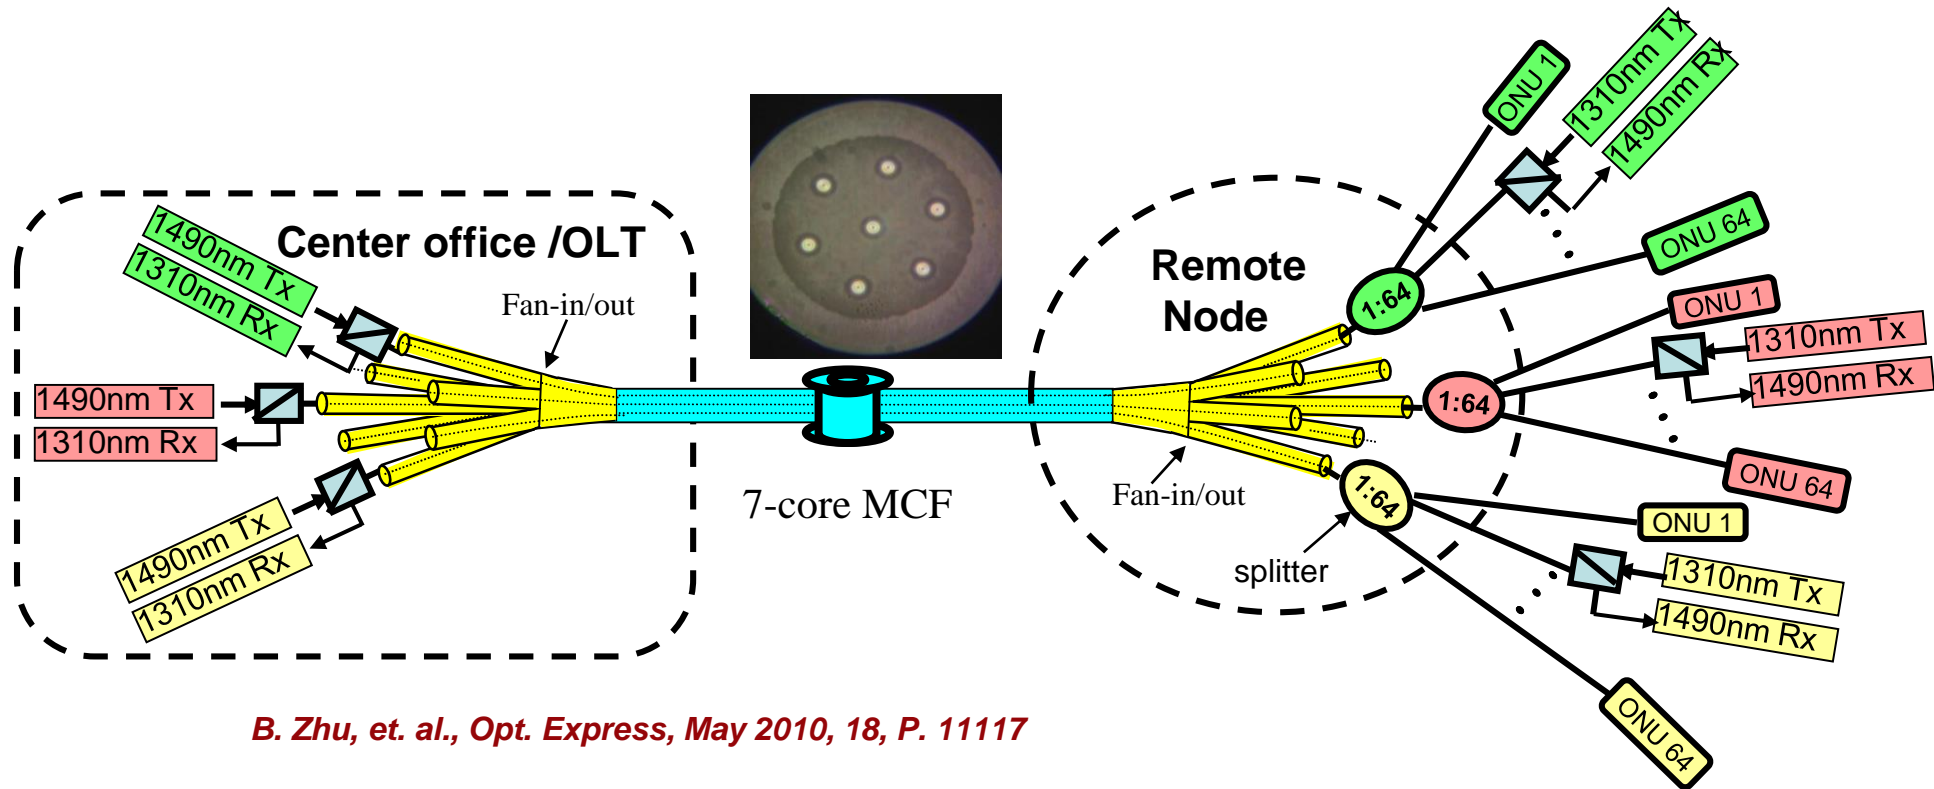 Center office /OLT
1490nm Tx
1310nm Rx
Fan-in/out
1490nm Tx
1310nm Rx
1490nm Tx
1310nm Rx
7-core MCF
Remote
Node
Fan-in/out
splitter
1:64
1:64
1:64
ONU 1
1310nm Tx
1490nm Rx
ONU 64
ONU 1
1310nm Tx
1490nm Rx
ONU 64
ONU 1
1310nm Tx
1490nm Rx
ONU 64
B. Zhu, et. al., Opt. Express, May 2010, 18, P. 11117